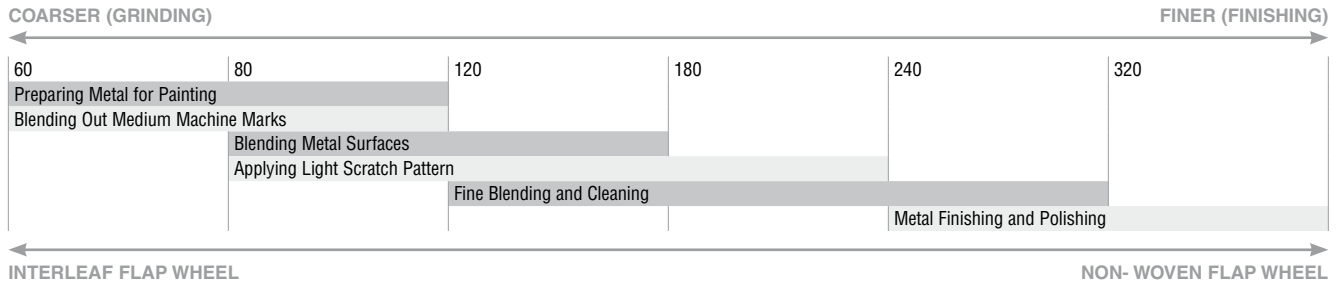 COARSER (GRINDING) FINER (FINISHING)
60 80 120 180 240 320
Preparing Metal for Painting
Blending Out Medium Machine Marks
Blending Metal Surfaces
Applying Light Scratch Pattern
Fine Blending and Cleaning
Metal Finishing and Polishing
INTERLEAF FLAP WHEEL NON- WOVEN FLAP WHEEL